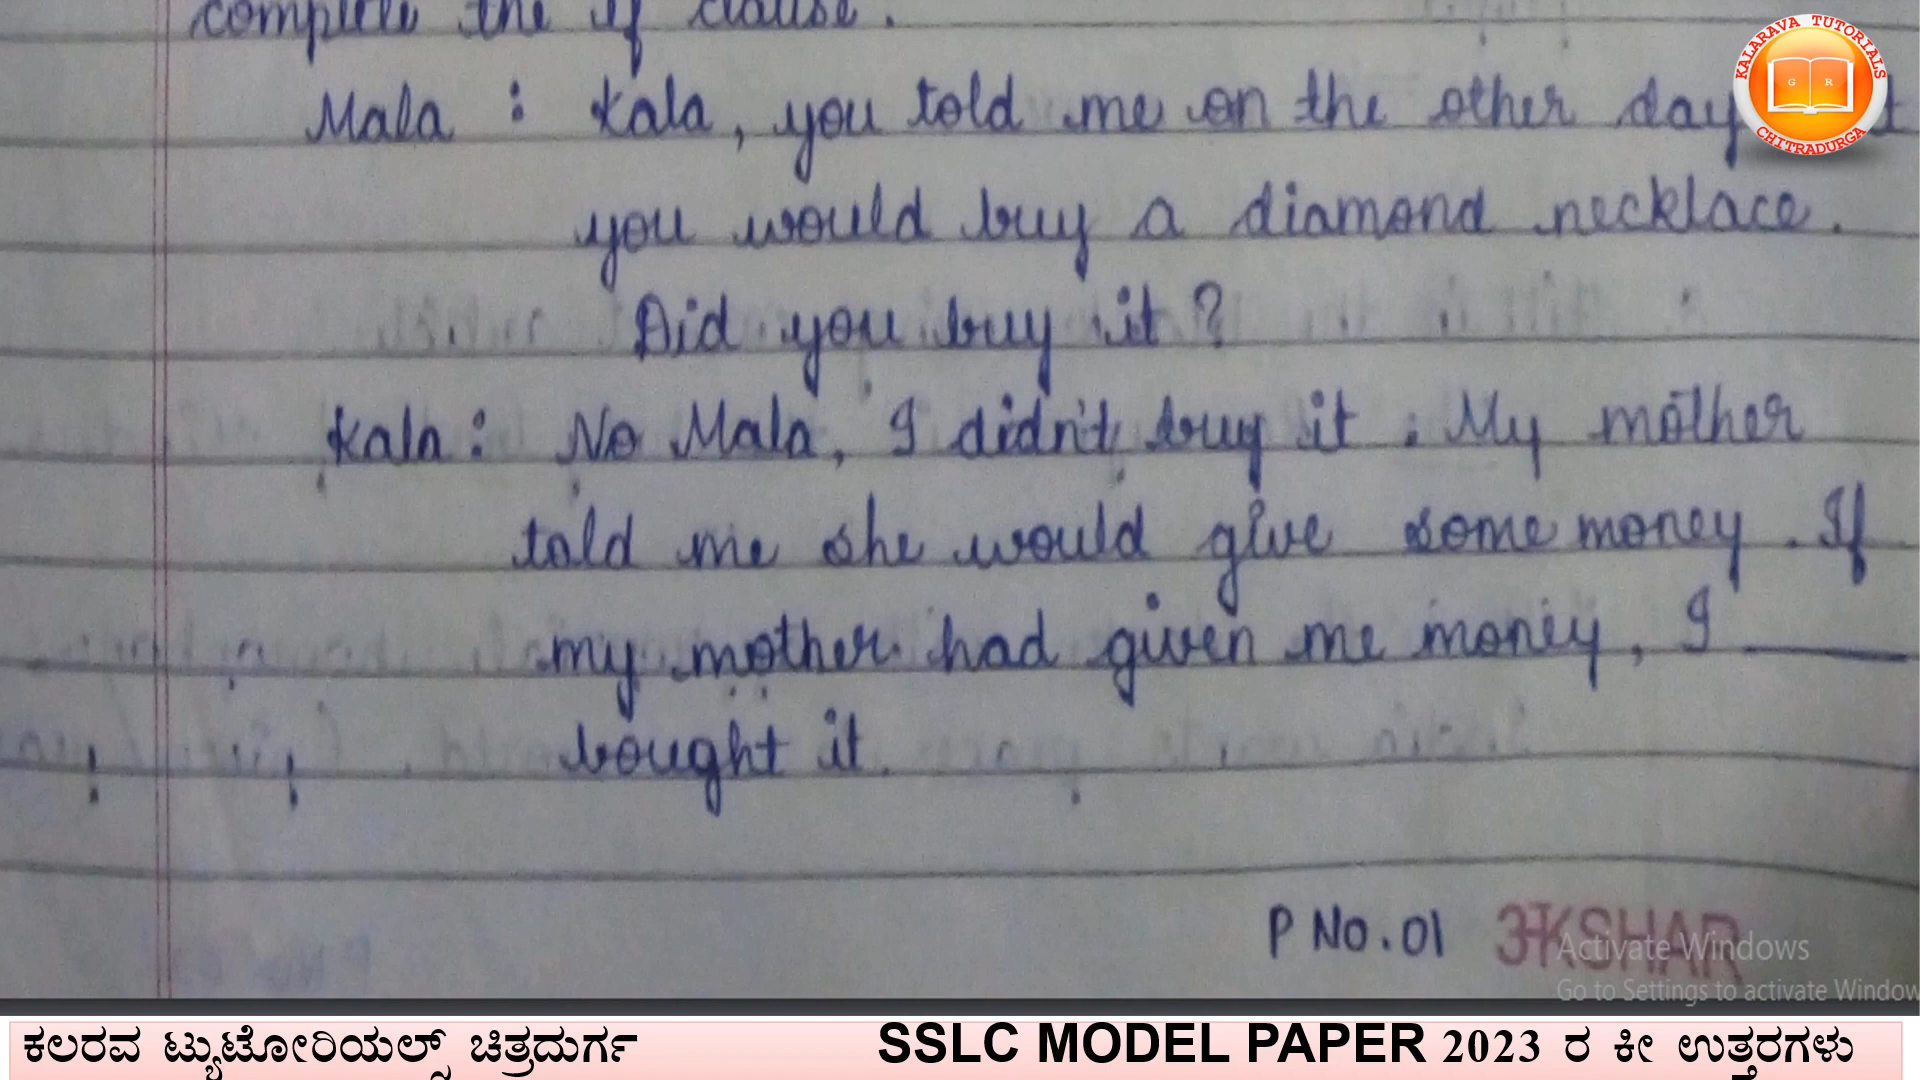 complete the if clause.
KALARAVA TUTORIALS
G R
CHITRADURGA
Mala : Kala, you told me on the other day
you would buy a diamond necklace.
Did you buy it?
Kala : No Mala, I didn't buy it. My mother
told me she would give some money. If
my mother had given me money, I ____
bought it.
P No. 01
अKSHAR
Activate Windows
Go to Settings to activate Window
ಕಲರವ ಟ್ಯುಟೋರಿಯಲ್ಸ್ ಚಿತ್ರದುರ್ಗ SSLC MODEL PAPER 2023 ರ ಕೀ ಉತ್ತರಗಳು